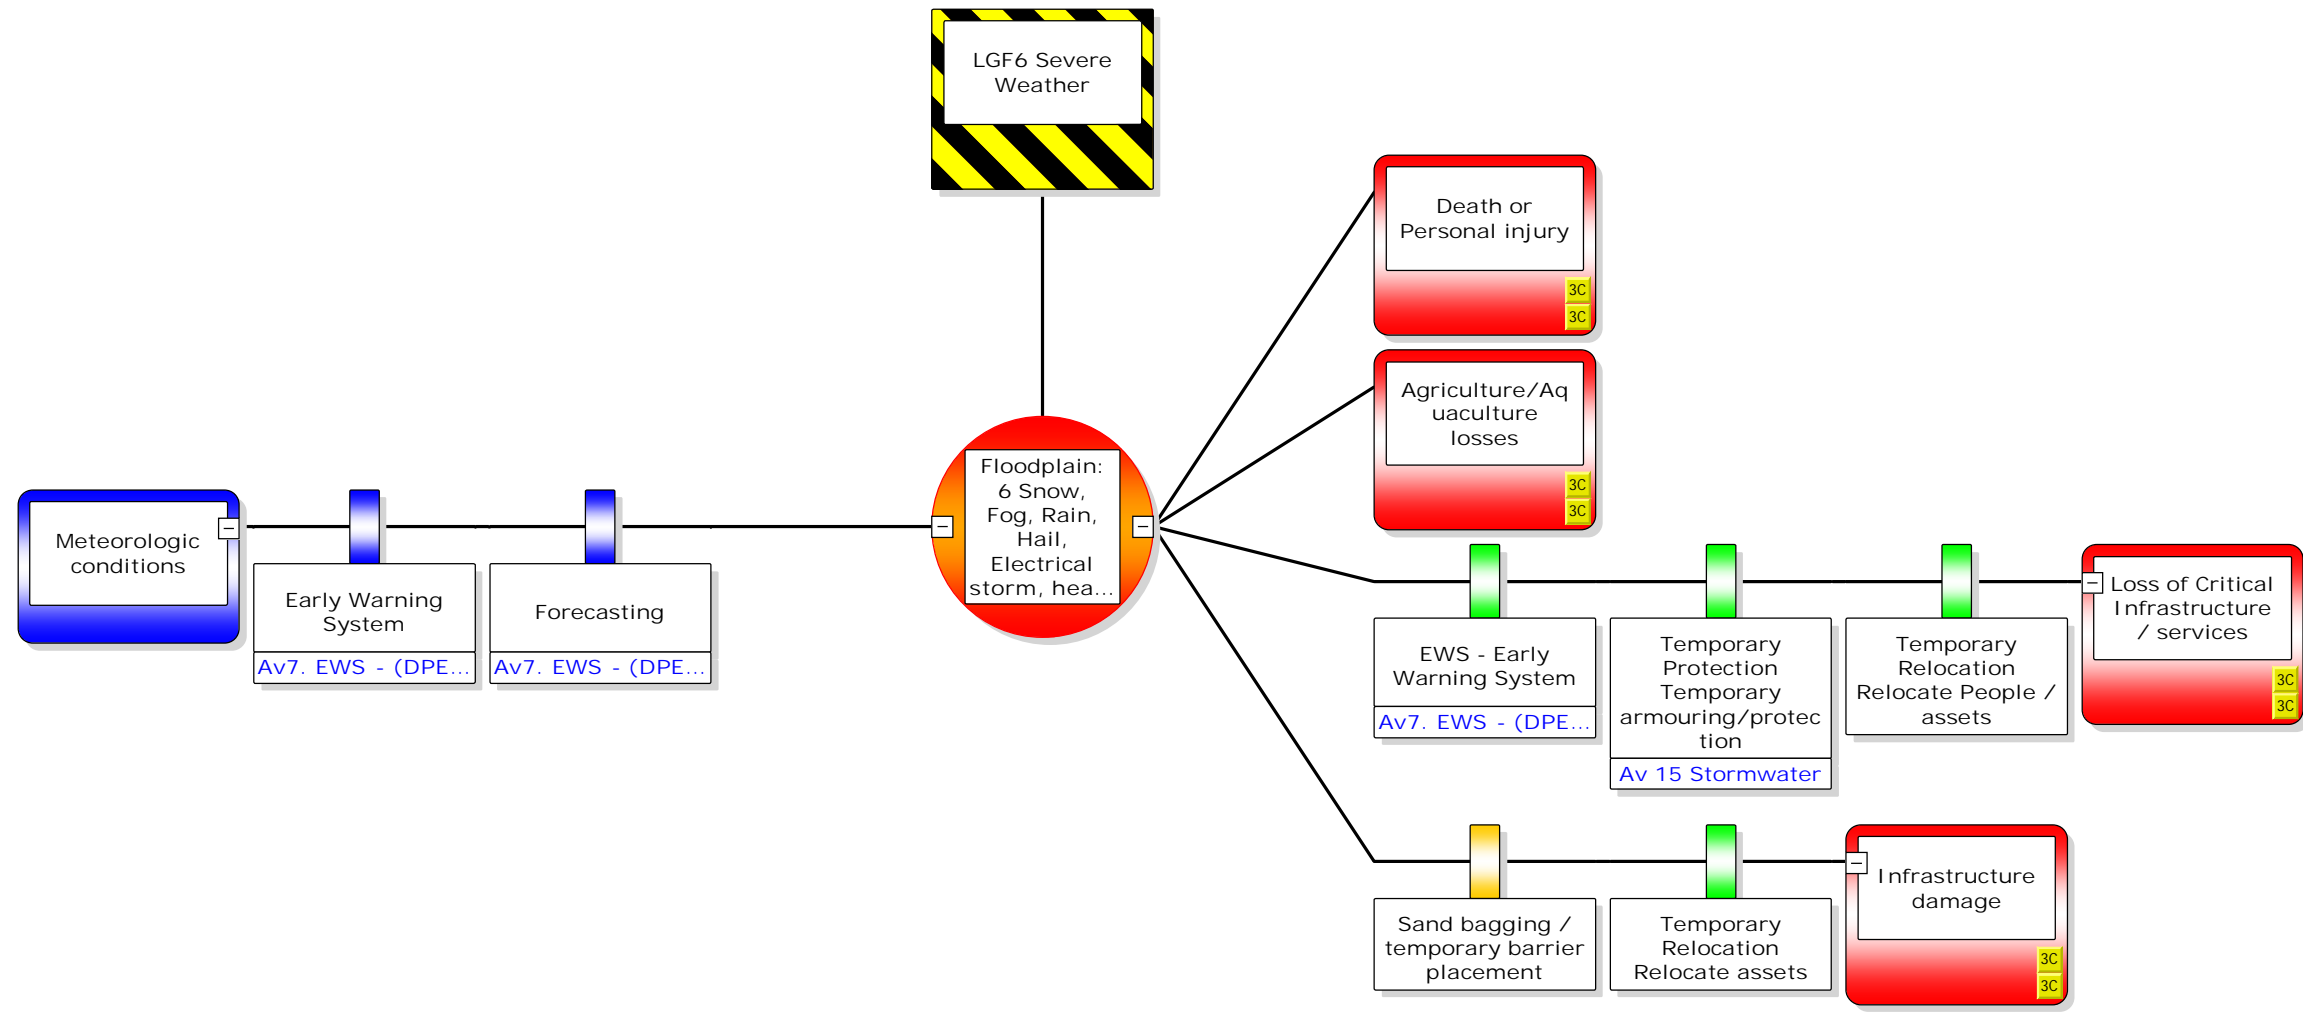 LGF6 Severe
Weather
Death or
Personal injury
3C
3C
Agriculture/Aq
uaculture
losses
3C
3C
Meteorologic
conditions
Early Warning
System
Av7. EWS - (DPE...
Forecasting
Av7. EWS - (DPE...
Floodplain:
6 Snow,
Fog, Rain,
Hail,
Electrical
storm, hea...
EWS - Early
Warning System
Av7. EWS - (DPE...
Temporary
Protection
Temporary
armouring/protec
tion
Av 15 Stormwater
Temporary
Relocation
Relocate People /
assets
Loss of Critical
Infrastructure
/ services
3C
3C
Sand bagging /
temporary barrier
placement
Temporary
Relocation
Relocate assets
Infrastructure
damage
3C
3C